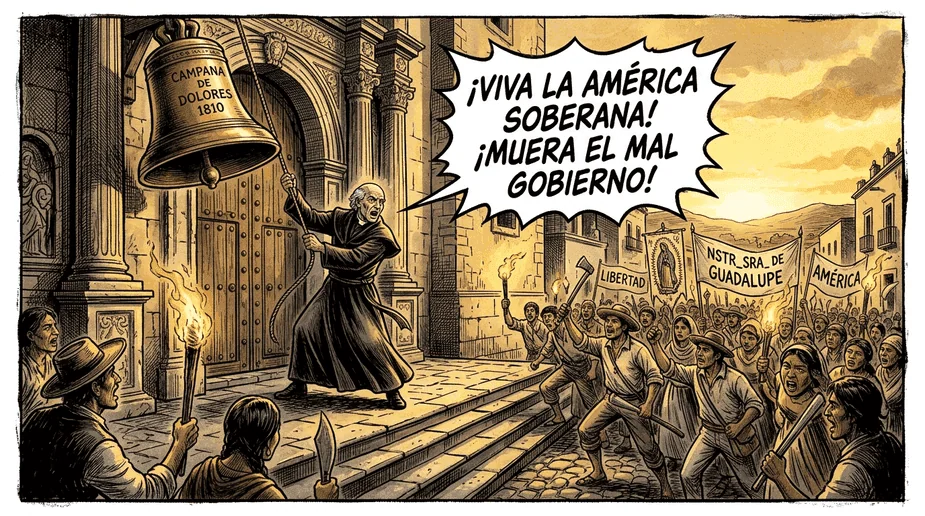 CAMPANA
DE
DOLORES
1810
¡VIVA LA AMÉRICA
SOBERANA!
¡MUERA EL MAL
GOBIERNO!
LIBERTAD
NSTR_SRA_DE
GUADALUPE
AMÉRICA